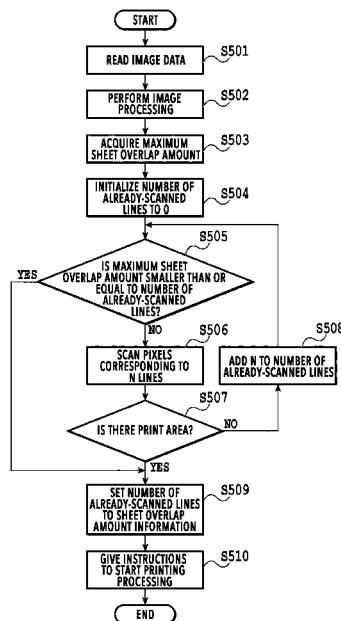 START
S501
READ IMAGE DATA
S502
PERFORM IMAGE
PROCESSING
S503
ACQUIRE MAXIMUM
SHEET OVERLAP AMOUNT
S504
INITIALIZE NUMBER OF
ALREADY-SCANNED
LINES TO 0
S505
YES
IS MAXIMUM SHEET
OVERLAP AMOUNT SMALLER THAN OR
EQUAL TO NUMBER OF
ALREADY-SCANNED
LINES?
NO
S506
SCAN PIXELS
CORRESPONDING TO
N LINES
S508
ADD N TO NUMBER OF
ALREADY-SCANNED LINES
S507
IS THERE PRINT AREA?
NO
YES
S509
SET NUMBER OF
ALREADY-SCANNED LINES
TO SHEET OVERLAP
AMOUNT INFORMATION
S510
GIVE INSTRUCTIONS
TO START PRINTING
PROCESSING
END